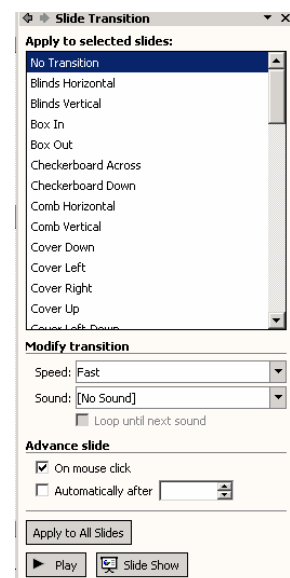 Slide Transition
Apply to selected slides:
No Transition
Blinds Horizontal
Blinds Vertical
Box In
Box Out
Checkerboard Across
Checkerboard Down
Comb Horizontal
Comb Vertical
Cover Down
Cover Left
Cover Right
Cover Up
Cover Left-Down
Modify transition
Speed: Fast
Sound: [No Sound]
Loop until next sound
Advance slide
On mouse click
Automatically after
Apply to All Slides
Play Slide Show